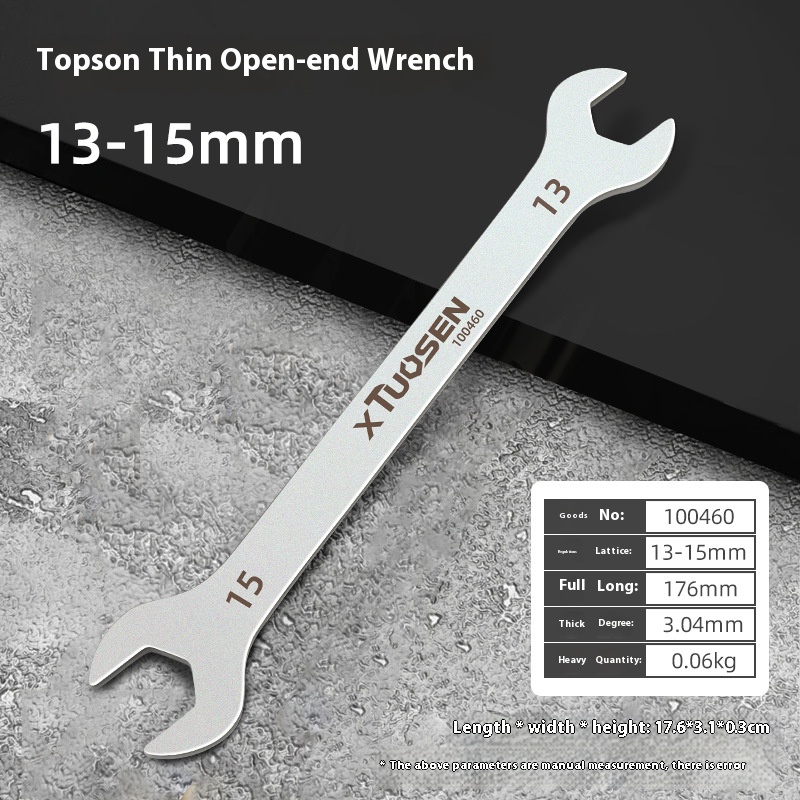 Topson Thin Open-end Wrench
13-15mm
13
XTUOSEN
100460
15
Goods No: 100460
Regulations Lattice: 13-15mm
Full Long: 176mm
Thick Degree: 3.04mm
Heavy Quantity: 0.06kg
Length * width * height: 17.6*3.1*0.3cm
* The above parameters are manual measurement, there is error